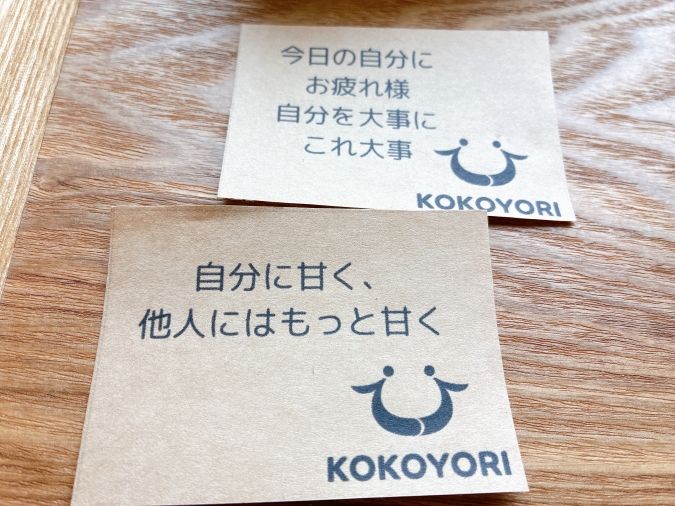 今日の自分に
お疲れ様
自分を大事に
これ大事
KOKOYORI
自分に甘く、
他人にはもっと甘く
KOKOYORI